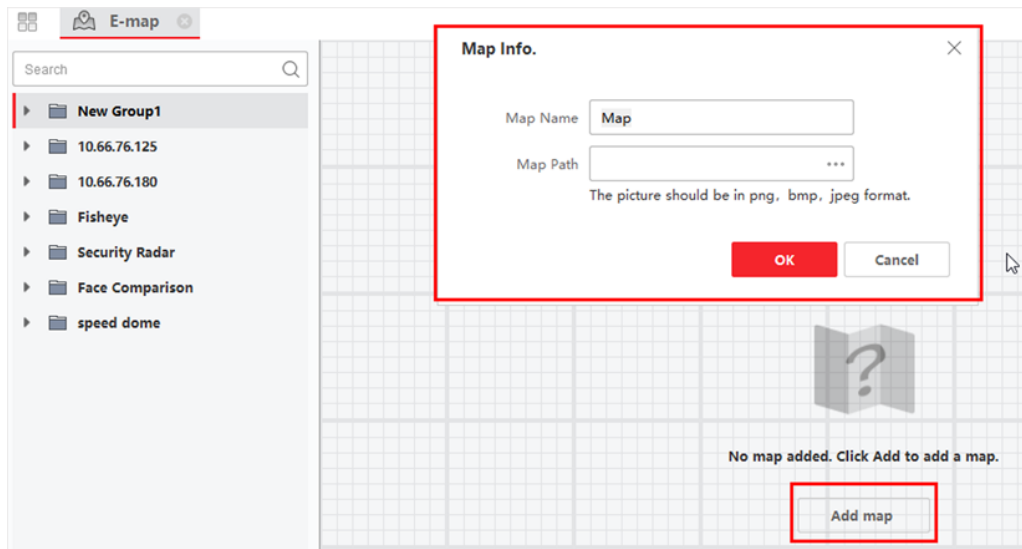 E-map
Search
New Group1
10.66.76.125
10.66.76.180
Fisheye
Security Radar
Face Comparison
speed dome
Map Info.
Map Name Map
Map Path ...
The picture should be in png, bmp, jpeg format.
OK Cancel
?
No map added. Click Add to add a map.
Add map